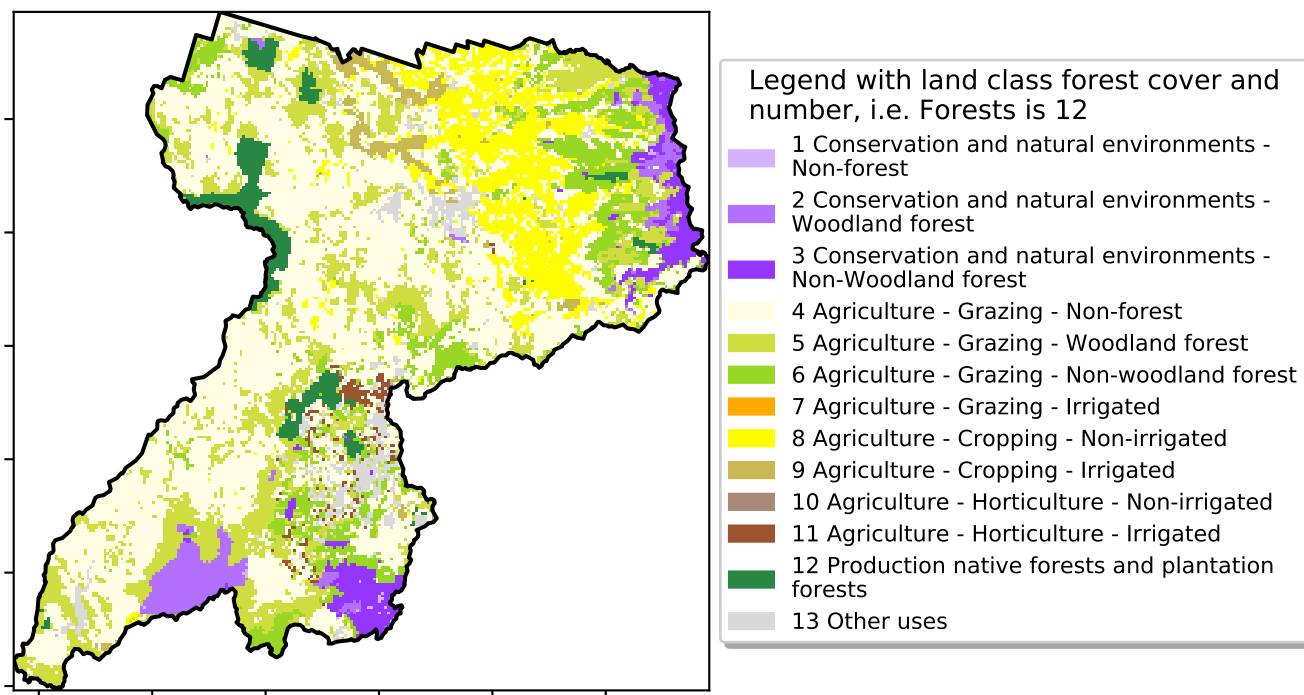 Legend with land class forest cover and
number, i.e. Forests is 12
1 Conservation and natural environments -
Non-forest
2 Conservation and natural environments -
Woodland forest
3 Conservation and natural environments -
Non-Woodland forest
4 Agriculture - Grazing - Non-forest
5 Agriculture - Grazing - Woodland forest
6 Agriculture - Grazing - Non-woodland forest
7 Agriculture - Grazing - Irrigated
8 Agriculture - Cropping - Non-irrigated
9 Agriculture - Cropping - Irrigated
10 Agriculture - Horticulture - Non-irrigated
11 Agriculture - Horticulture - Irrigated
12 Production native forests and plantation
forests
13 Other uses